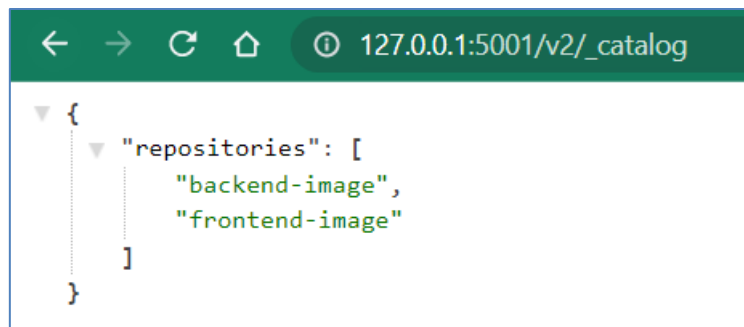 127.0.0.1:5001/v2/_catalog
{
"repositories": [
"backend-image",
"frontend-image"
]
}